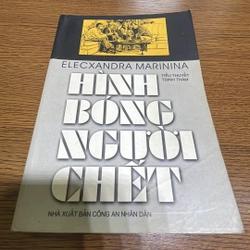 ELECXANDRA MARININA
TIỂU THUYẾT
TRINH THÁM
HÌNH
BÓNG
NGƯỜI
CHẾT
NHÀ XUẤT BẢN CÔNG AN NHÂN DÂN